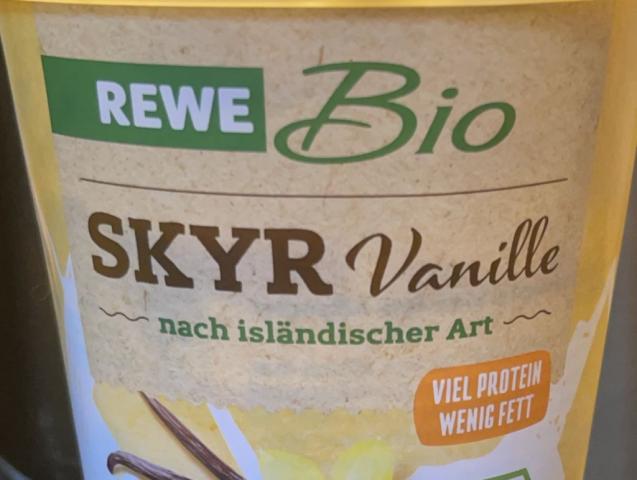 REWE Bio
SKYR Vanille
nach isländischer Art
VIEL PROTEIN
WENIG FETT